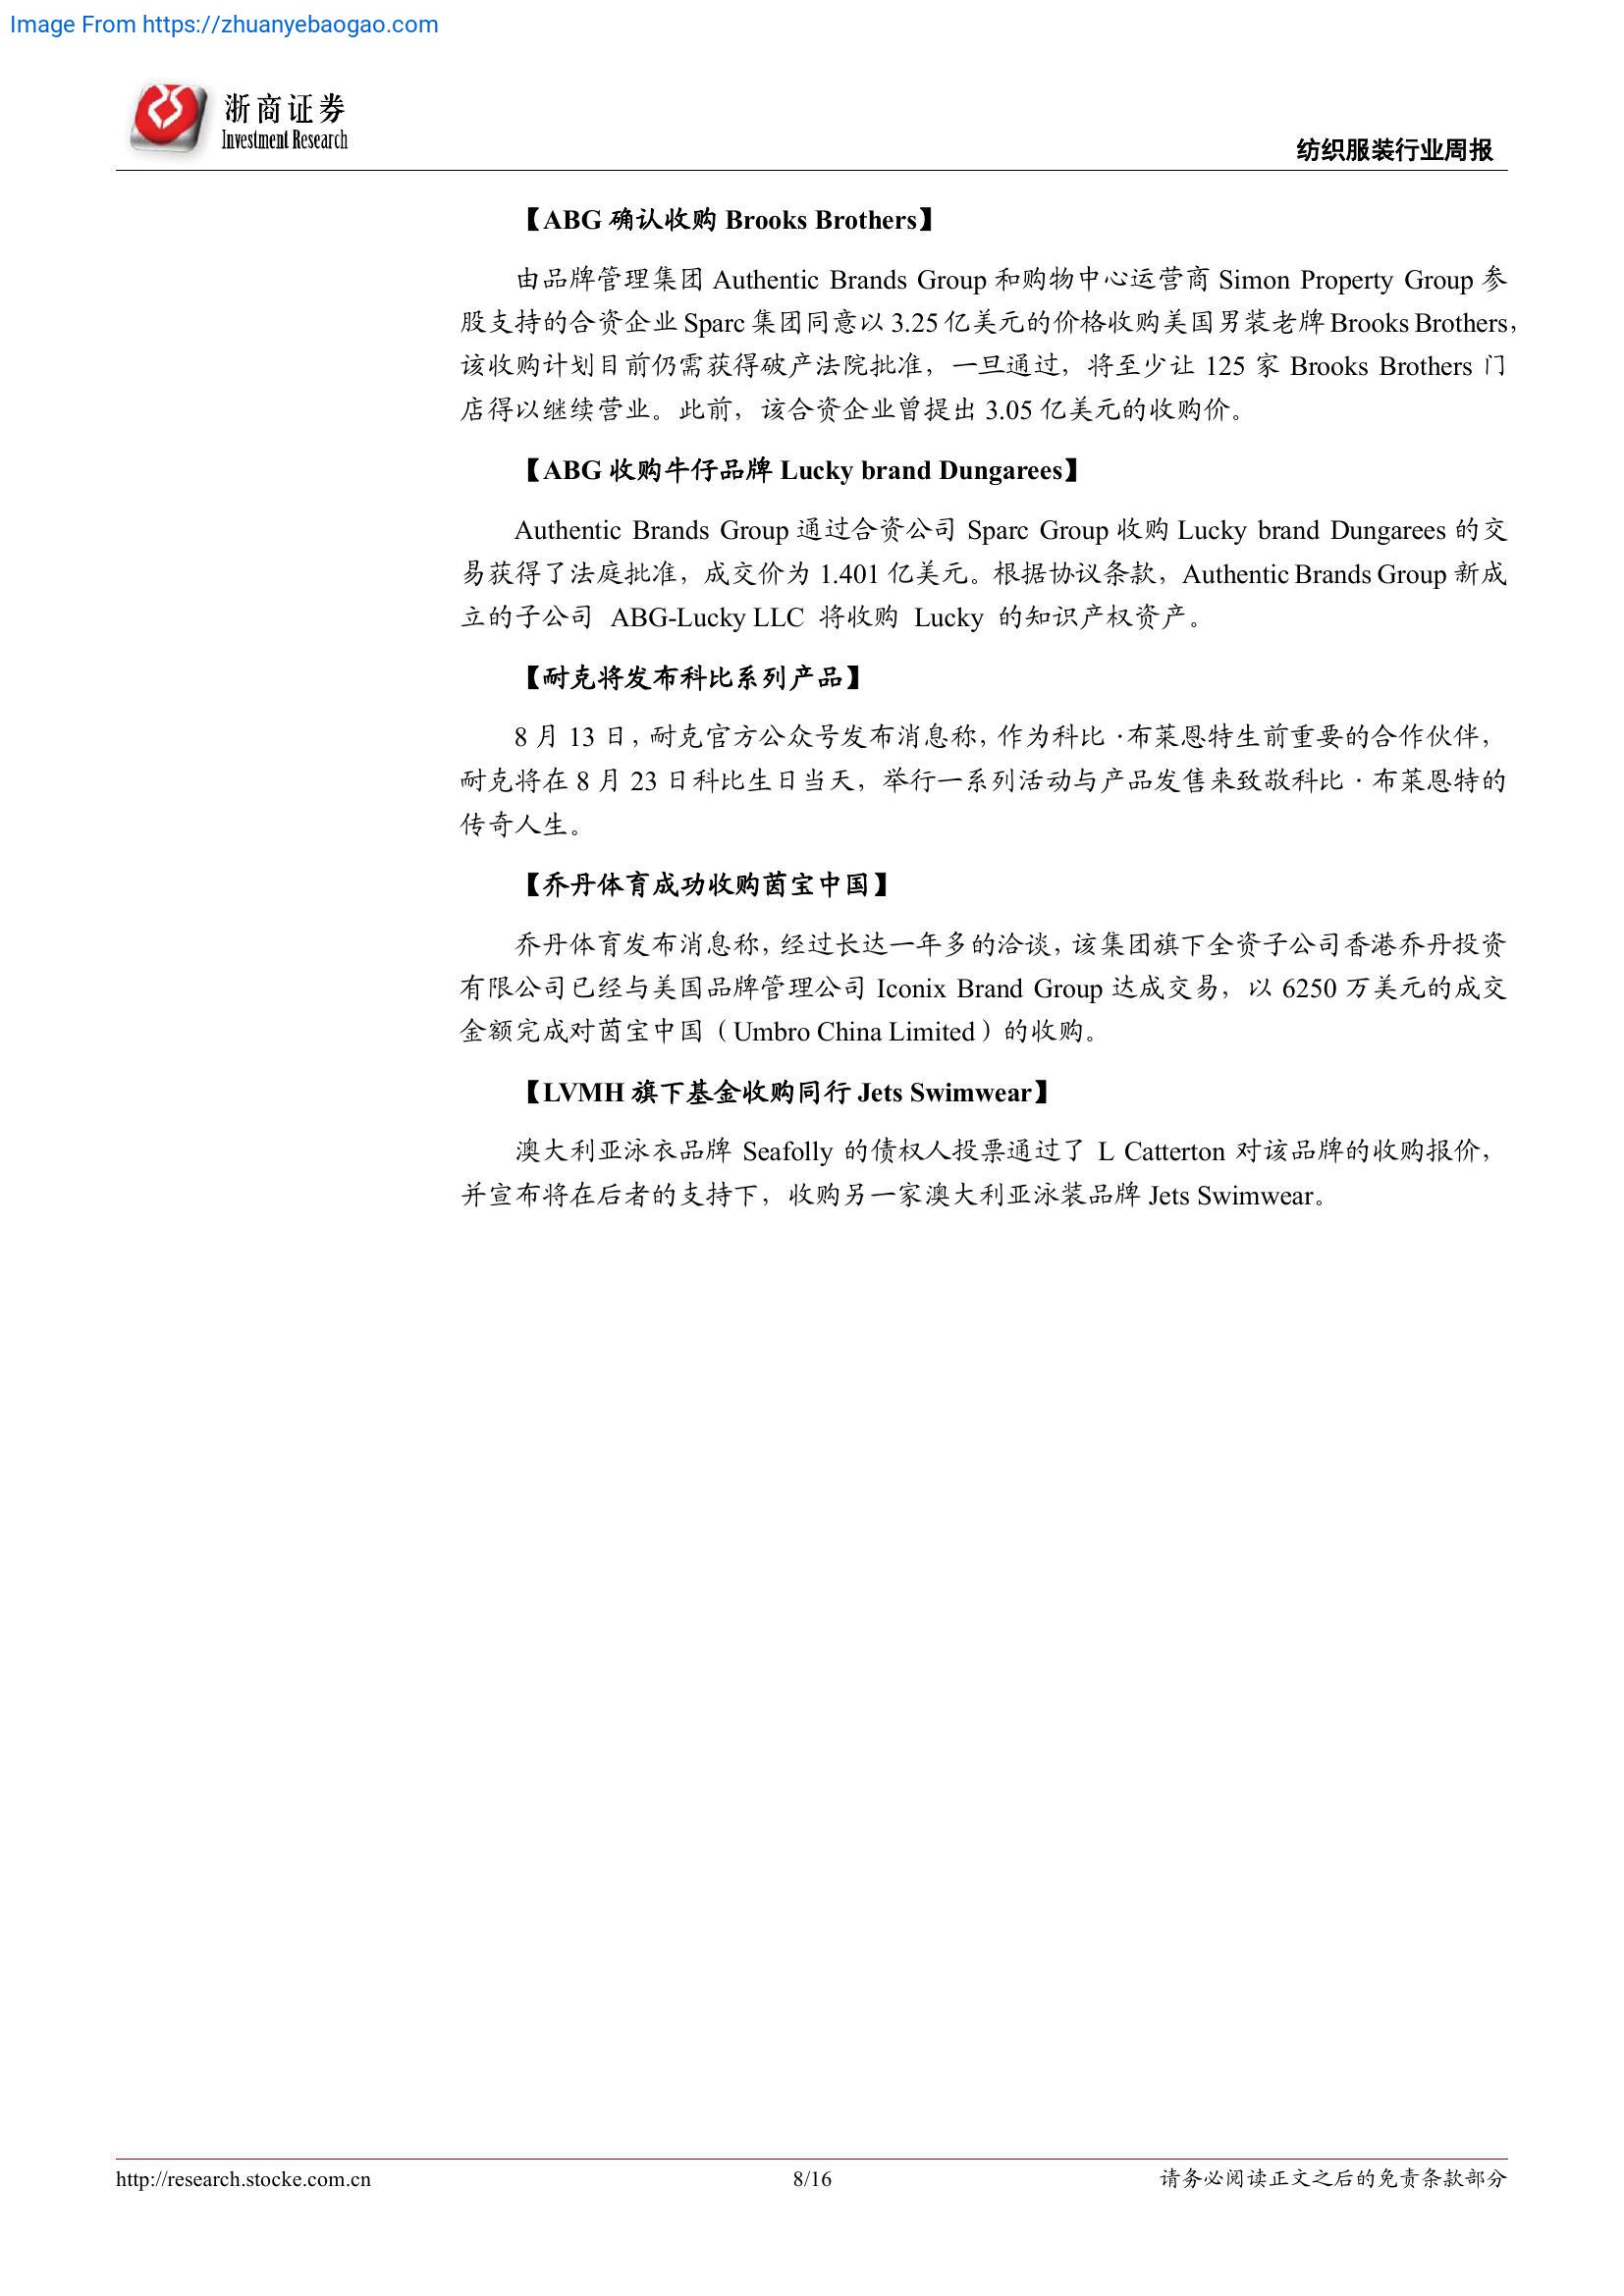 Image From https://zhuanyebaogao.com
浙商证券
Investment Research
纺织服装行业周报
【ABG 确认收购 Brooks Brothers】
由品牌管理集团 Authentic Brands Group 和购物中心运营商 Simon Property Group 参
股支持的合资企业 Sparc 集团同意以 3.25 亿美元的价格收购美国男装老牌 Brooks Brothers，
该收购计划目前仍需获得破产法院批准，一旦通过，将至少让 125 家 Brooks Brothers 门
店得以继续营业。此前，该合资企业曾提出 3.05 亿美元的收购价。
【ABG 收购牛仔品牌 Lucky brand Dungarees】
Authentic Brands Group 通过合资公司 Sparc Group 收购 Lucky brand Dungarees 的交
易获得了法庭批准，成交价为 1.401 亿美元。根据协议条款，Authentic Brands Group 新成
立的子公司 ABG-Lucky LLC 将收购 Lucky 的知识产权资产。
【耐克将发布科比系列产品】
8 月 13 日，耐克官方公众号发布消息称，作为科比·布莱恩特生前重要的合作伙伴，
耐克将在 8 月 23 日科比生日当天，举行一系列活动与产品发售来致敬科比·布莱恩特的
传奇人生。
【乔丹体育成功收购茵宝中国】
乔丹体育发布消息称，经过长达一年多的洽谈，该集团旗下全资子公司香港乔丹投资
有限公司已经与美国品牌管理公司 Iconix Brand Group 达成交易，以 6250 万美元的成交
金额完成对茵宝中国（Umbro China Limited）的收购。
【LVMH 旗下基金收购同行 Jets Swimwear】
澳大利亚泳衣品牌 Seafolly 的债权人投票通过了 L Catterton 对该品牌的收购报价，
并宣布将在后者的支持下，收购另一家澳大利亚泳装品牌 Jets Swimwear。
http://research.stocke.com.cn
8/16
请务必阅读正文之后的免责条款部分